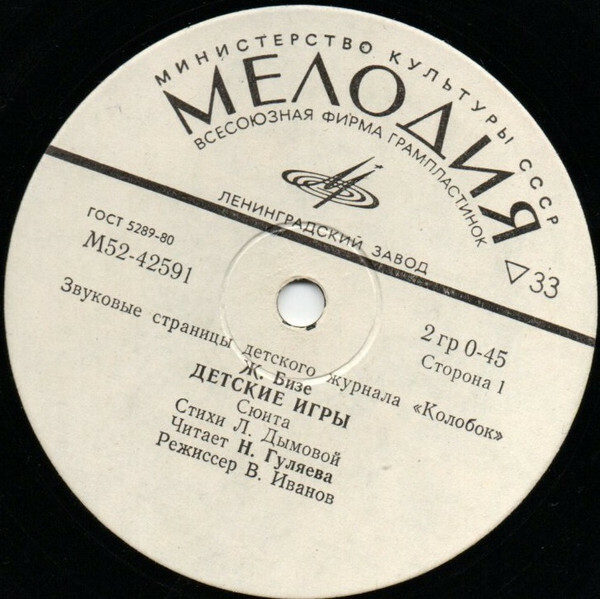 МИНИСТЕРСТВО КУЛЬТУРЫ СССР
МЕЛОДИЯ
ВСЕСОЮЗНАЯ ФИРМА ГРАМПЛАСТИНОК
ЛЕНИНГРАДСКИЙ ЗАВОД
ГОСТ 5289-80
М52-42591
33
2 гр 0-45
Сторона 1
Звуковые страницы детского журнала «Колобок»
Ж. Бизе
ДЕТСКИЕ ИГРЫ
Сюита
Стихи Л. Дымовой
Читает Н. Гуляева
Режиссер В. Иванов